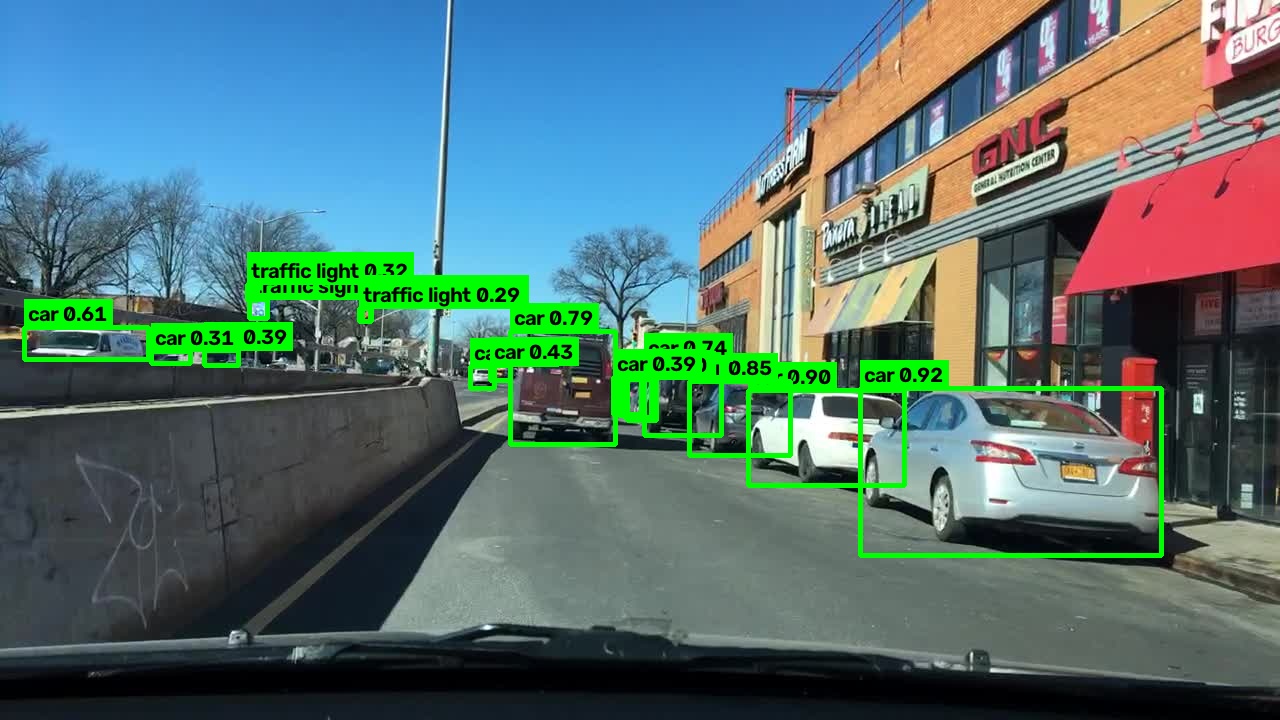 traffic light 0.32
traffic sign
traffic light 0.29
car 0.61
car 0.31
0.39
car 0.79
car 0.43
car 0.74
car 0.39
0.85
0.90
car 0.92
MATTRESS FIRM
Panera BREAD
GNC
GENERAL NUTRITION CENTER
BURG